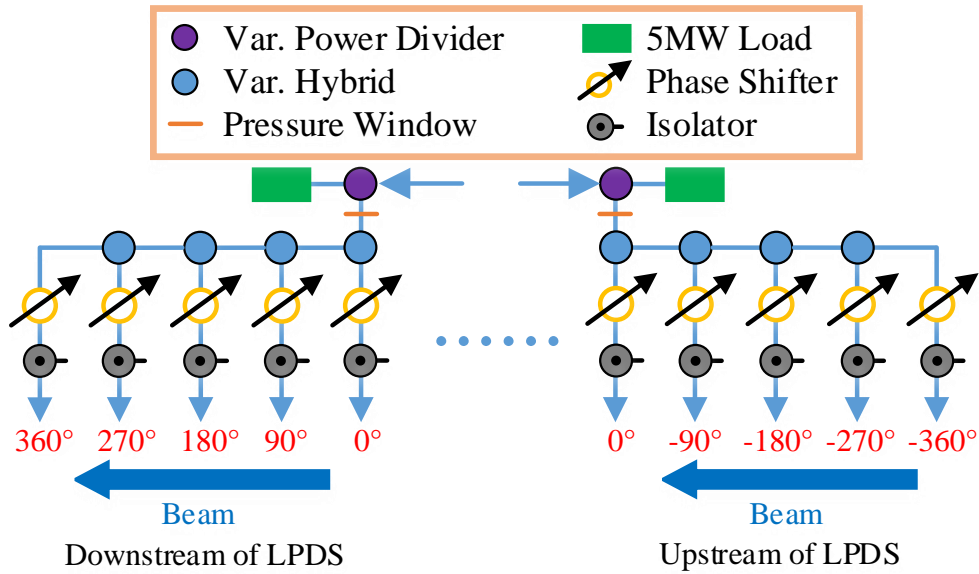 Var. Power Divider
5MW Load
Var. Hybrid
Phase Shifter
Pressure Window
Isolator
360° 270° 180° 90° 0°
0° -90° -180° -270° -360°
Beam
Beam
Downstream of LPDS
Upstream of LPDS